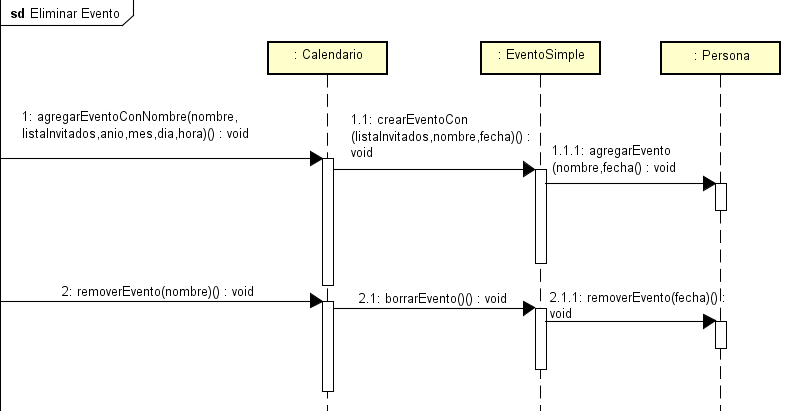 sd Eliminar Evento
: Calendario
: EventoSimple
: Persona
1: agregarEventoConNombre(nombre,
listaInvitados,anio,mes,dia,hora)() : void
1.1: crearEventoCon
(listaInvitados,nombre,fecha)() :
void
1.1.1: agregarEvento
(nombre,fecha() : void
2: removerEvento(nombre)() : void
2.1: borrarEvento()() : void
2.1.1: removerEvento(fecha)() :
void